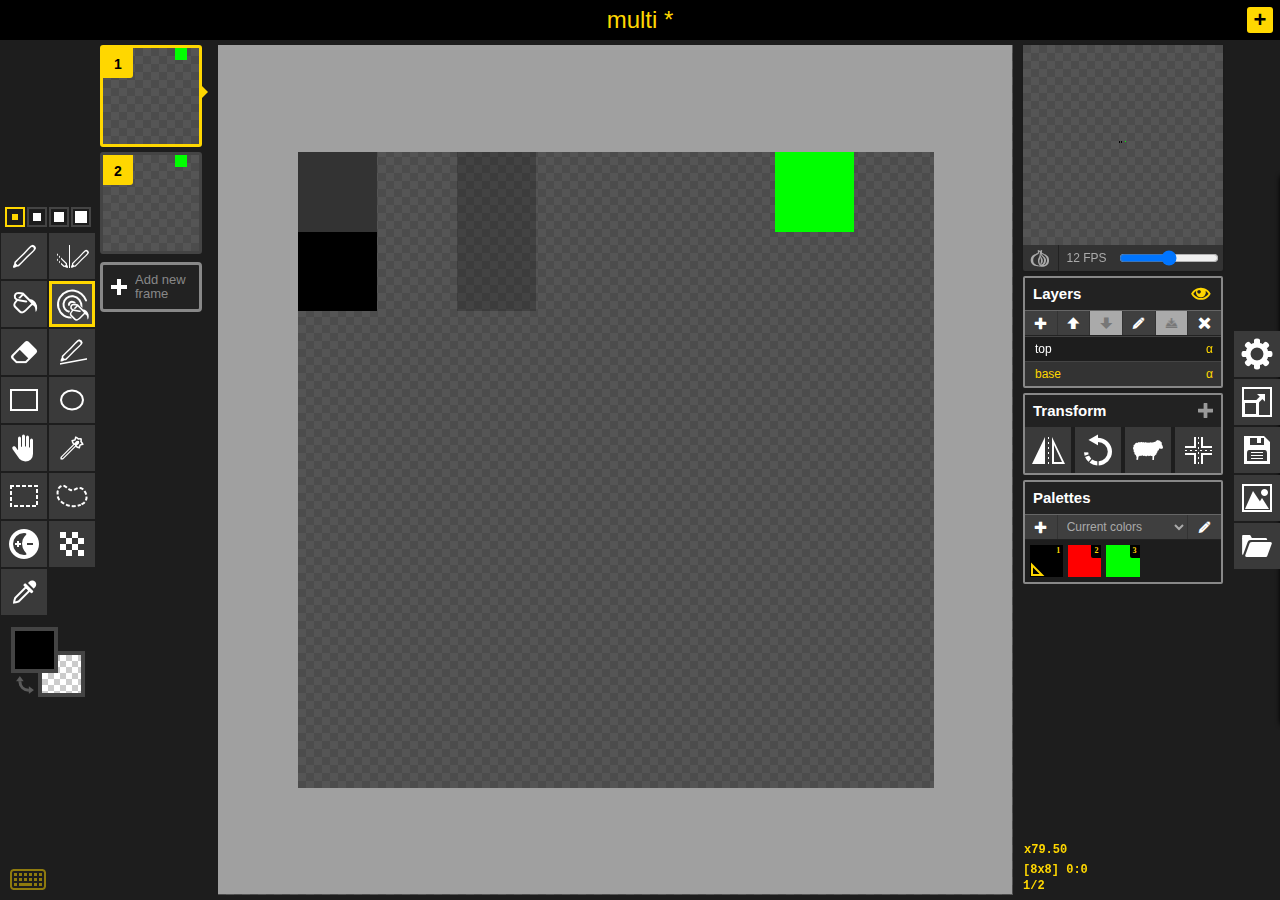 multi *
+
1
2
Add new
frame
12 FPS
Layers
top α
base α
Transform
Palettes
Current colors
1 2 3
x79.50
[8x8] 0:0
1/2